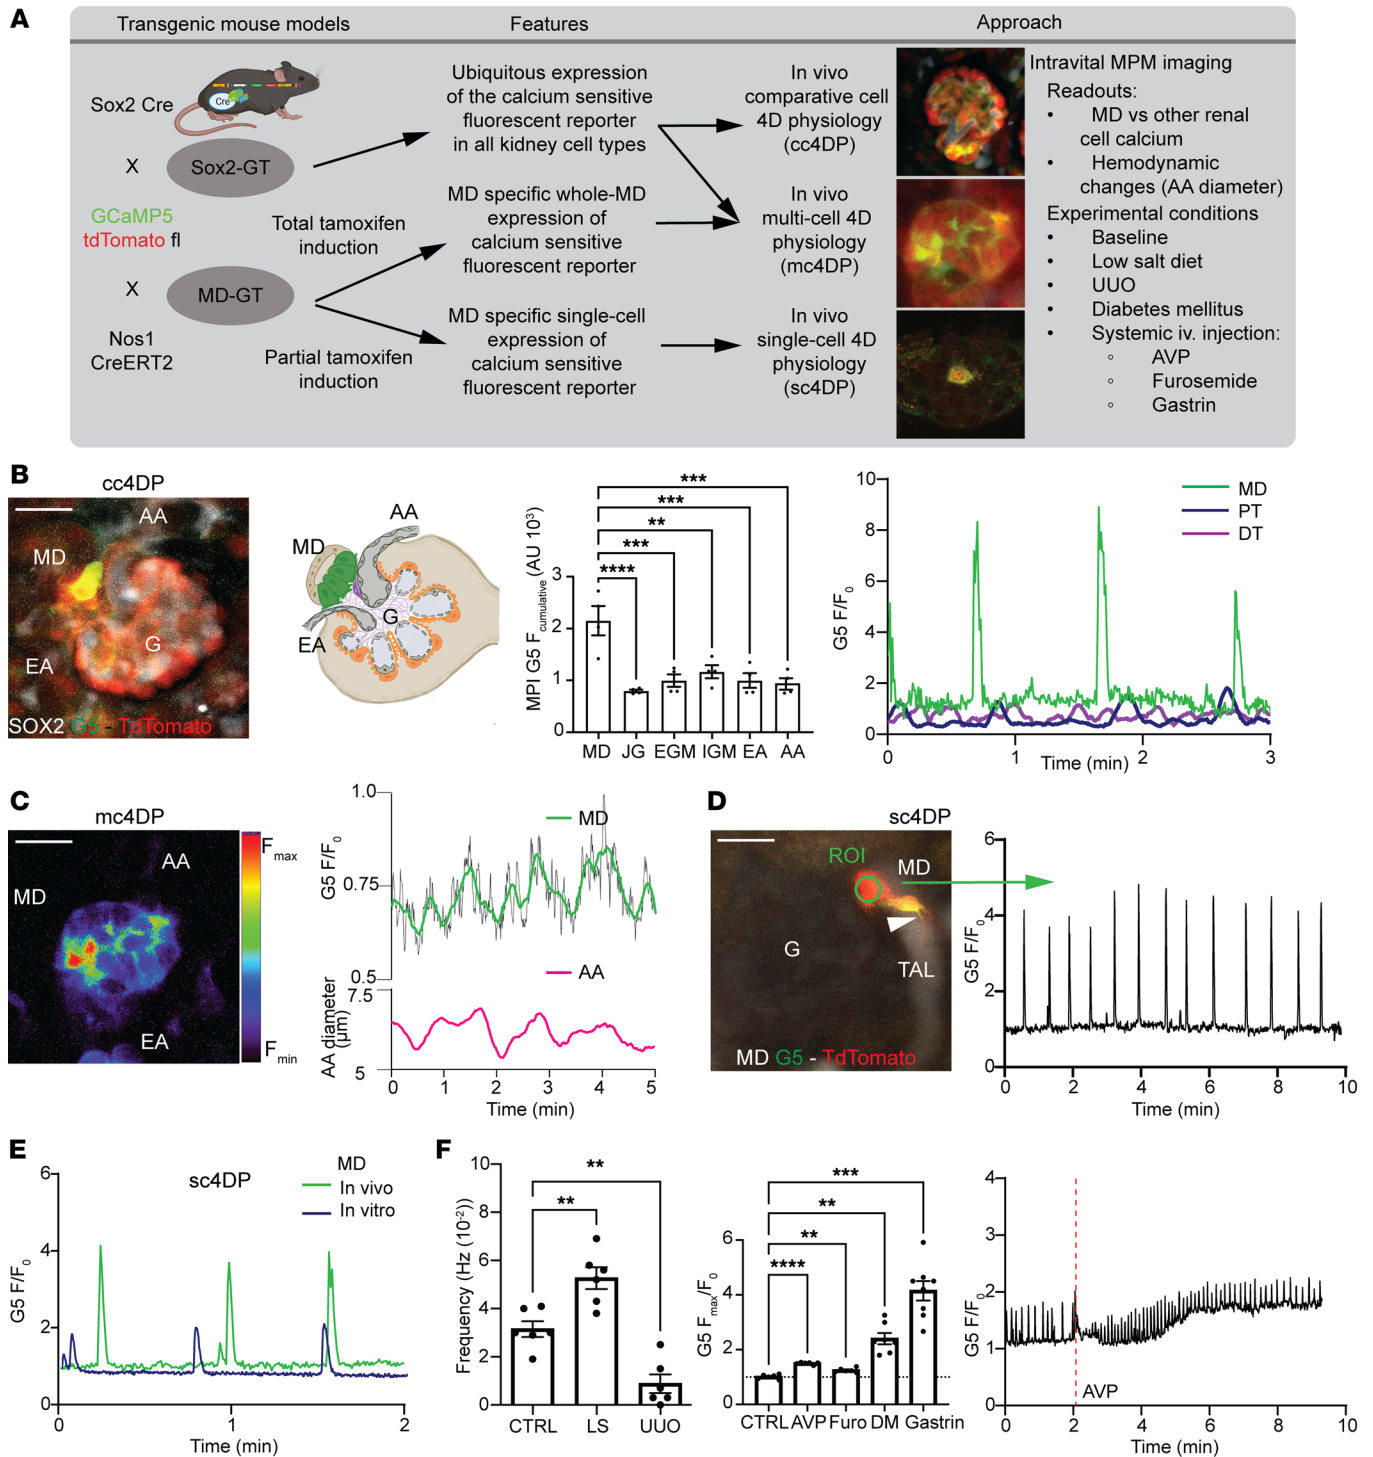 A
Transgenic mouse models
Features
Approach
Sox2 Cre
Cre
X
Sox2-GT
GCaMP5
tdTomato fl
X
MD-GT
Nos1
CreERT2
Total tamoxifen
induction
Partial tamoxifen
induction
Ubiquitous expression
of the calcium sensitive
fluorescent reporter
in all kidney cell types
MD specific whole-MD
expression of
calcium sensitive
fluorescent reporter
MD specific single-cell
expression of
calcium sensitive
fluorescent reporter
In vivo
comparative cell
4D physiology
(cc4DP)
In vivo
multi-cell 4D
physiology
(mc4DP)
In vivo
single-cell 4D
physiology
(sc4DP)
Intravital MPM imaging
Readouts:
• MD vs other renal
cell calcium
• Hemodynamic
changes (AA diameter)
Experimental conditions
• Baseline
• Low salt diet
• UUO
• Diabetes mellitus
• Systemic iv. injection:
◦ AVP
◦ Furosemide
◦ Gastrin
B
cc4DP
AA
MD
G
EA
SOX2 G5 - TdTomato
AA
MD
G
EA
MPI G5 F cumulative (AU 10³)
3
2
1
0
***
***
**
***
****
MD JG EGM IGM EA AA
G5 F/F0
10
8
6
4
2
0
0 1 2 3
Time (min)
MD
PT
DT
C
mc4DP
AA
MD
EA
Fmax
Fmin
G5 F/F0
1.0
0.75
0.5
MD
AA
AA diameter
(µm)
7.5
5
0 1 2 3 4 5
Time (min)
D
sc4DP
ROI
MD
G
TAL
MD G5 - TdTomato
G5 F/F0
6
4
2
0
0 2 4 6 8 10
Time (min)
E
sc4DP
MD
In vivo
In vitro
G5 F/F0
6
4
2
0
0 1 2
Time (min)
F
Frequency (Hz (10⁻²))
10
8
6
4
2
0
**
**
CTRL LS UUO
G5 Fmax/F0
6
4
2
0
***
**
**
****
CTRL AVP Furo DM Gastrin
G5 F/F0
4
3
2
1
0
AVP
0 2 4 6 8 10
Time (min)